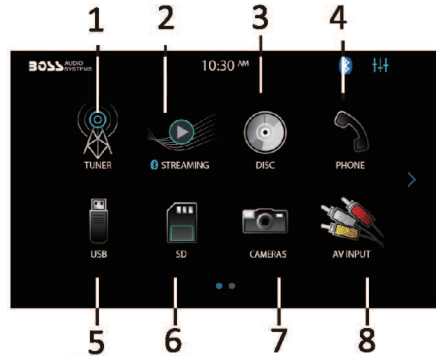 1 2 3 4
BOSS AUDIO SYSTEMS 10:30 AM
TUNER STREAMING DISC PHONE
USB SD CAMERAS AV INPUT
5 6 7 8